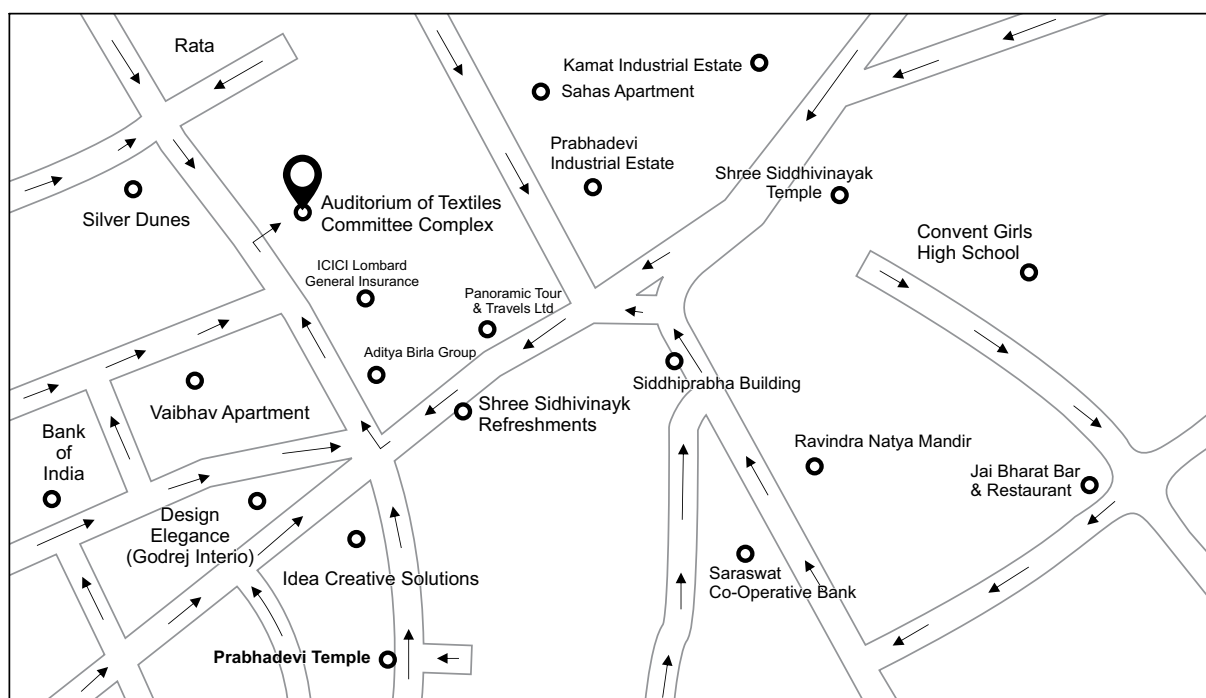 Rata
Kamat Industrial Estate
Sahas Apartment
Prabhadevi
Industrial Estate
Shree Siddhivinayak
Temple
Silver Dunes
Auditorium of Textiles
Committee Complex
Convent Girls
High School
ICICI Lombard
General Insurance
Panoramic Tour
& Travels Ltd
Aditya Birla Group
Siddhiprabha Building
Vaibhav Apartment
Shree Sidhivinayk
Refreshments
Bank
of
India
Ravindra Natya Mandir
Jai Bharat Bar
& Restaurant
Design
Elegance
(Godrej Interio)
Idea Creative Solutions
Saraswat
Co-Operative Bank
Prabhadevi Temple